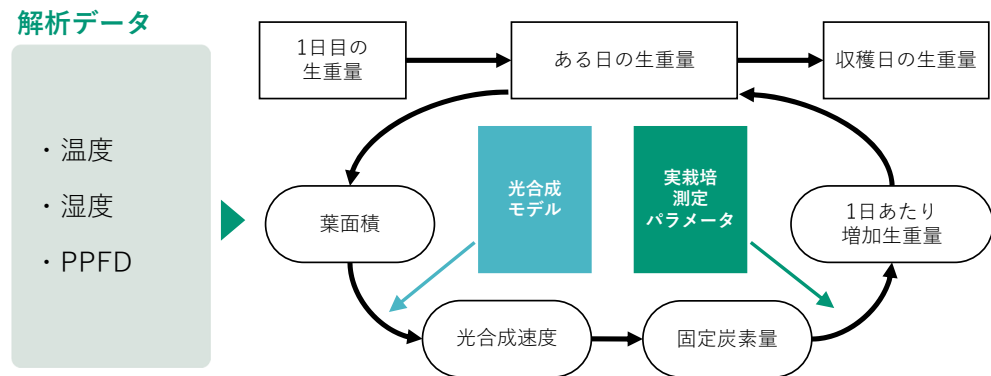 解析データ
・温度
・湿度
・PPFD
1日目の
生重量
ある日の生重量
収穫日の生重量
葉面積
光合成
モデル
実栽培
測定
パラメータ
1日あたり
増加生重量
光合成速度
固定炭素量